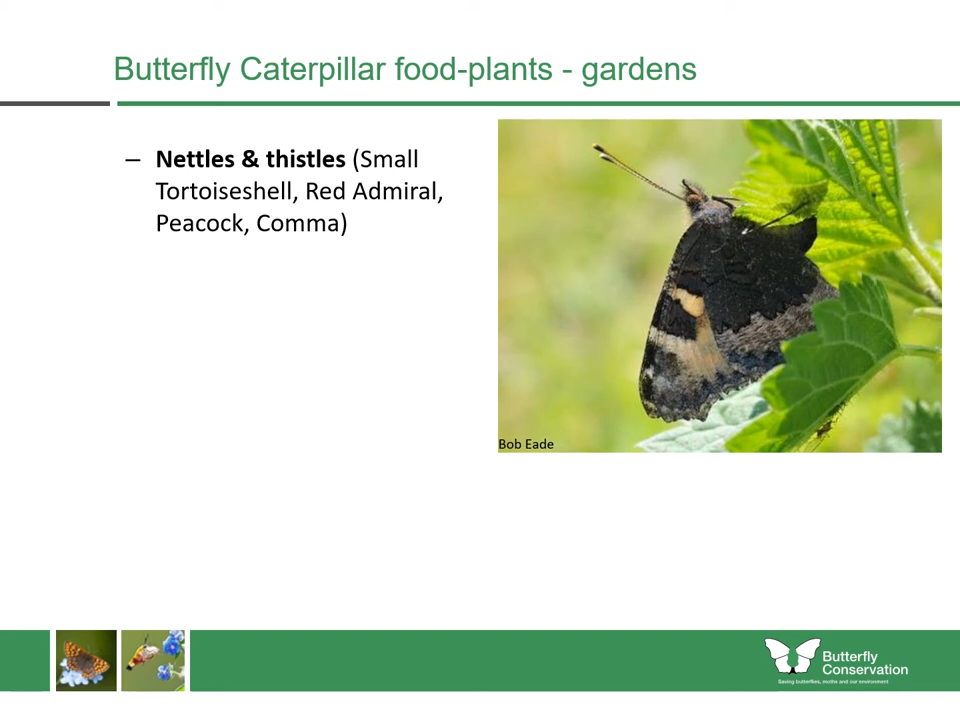 Butterfly Caterpillar food-plants - gardens
– Nettles & thistles (Small
Tortoiseshell, Red Admiral,
Peacock, Comma)
Bob Eade
Butterfly
Conservation
Saving butterflies, moths and our environment